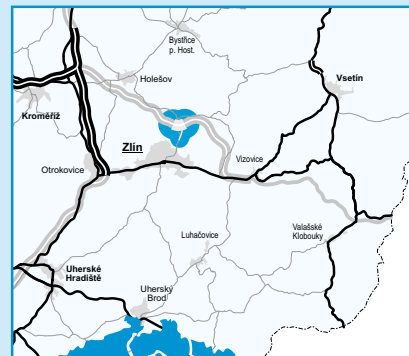 Bystřice
p. Host.
Holešov
Vsetín
Kroměříž
Zlín
Otrokovice
Vizovice
Luhačovice
Valašské
Klobouky
Uherské
Hradiště
Uherský
Brod